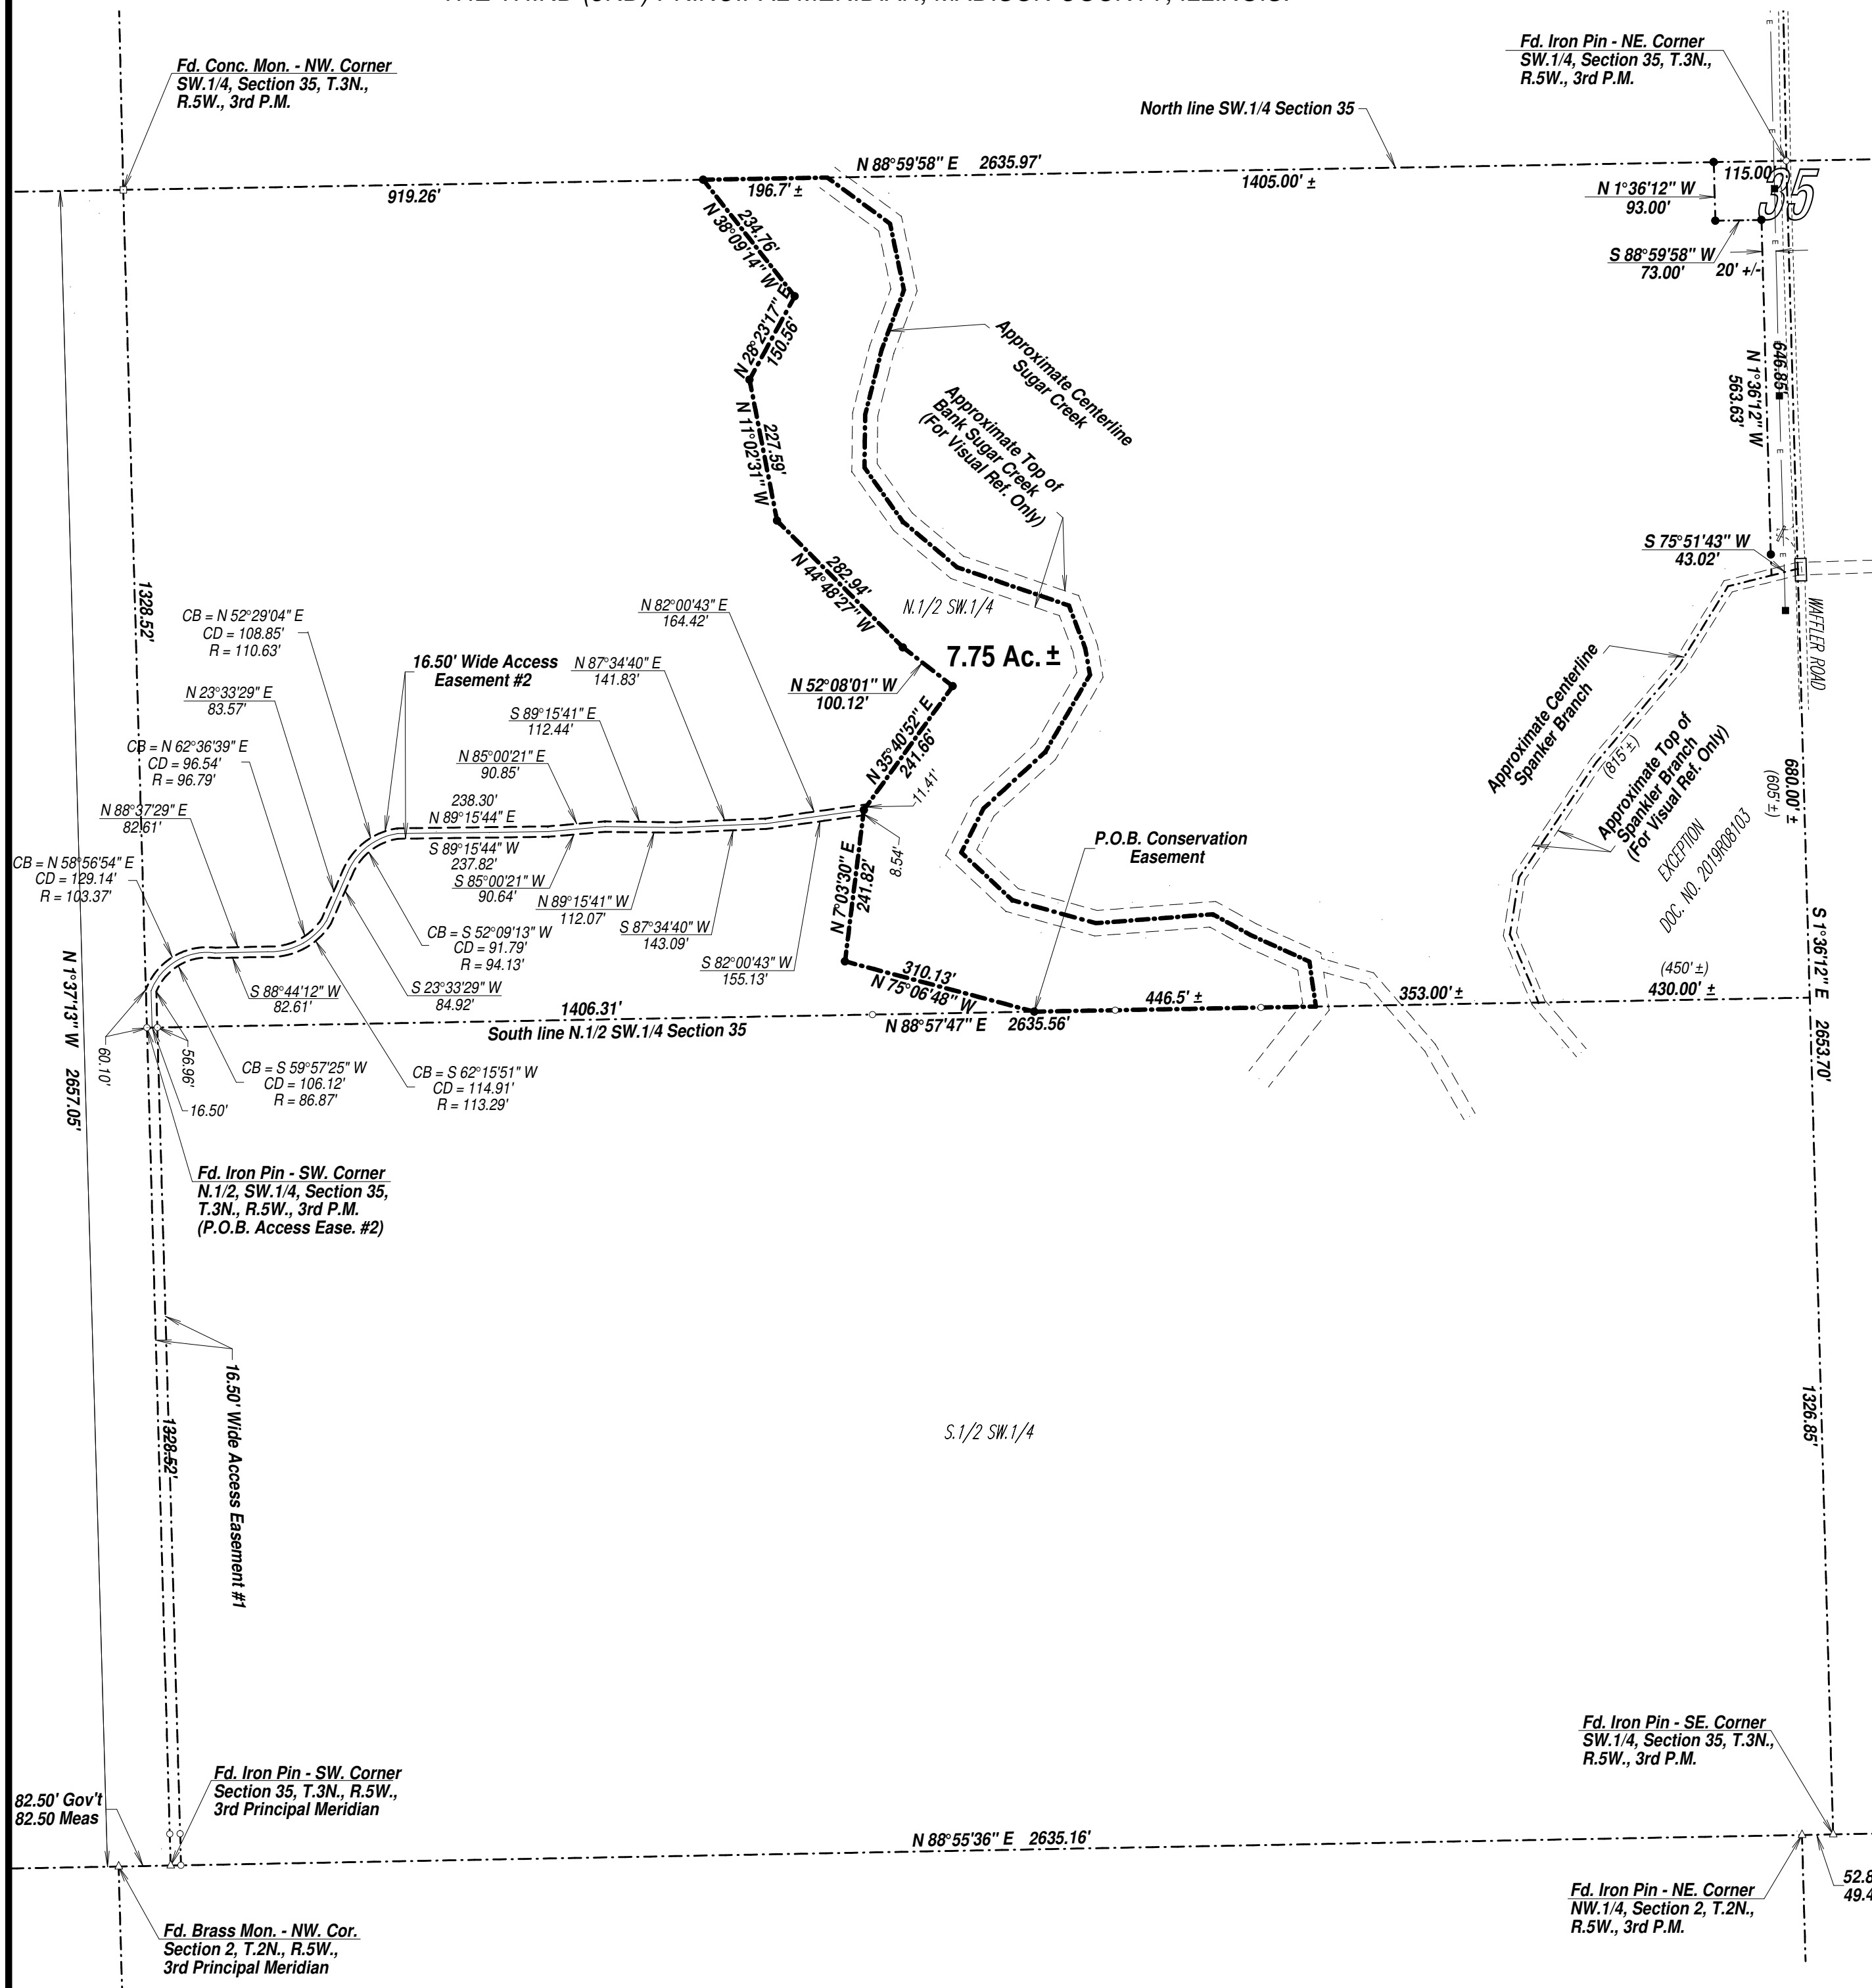 Fd. Conc. Mon. - NW. Corner
SW.1/4, Section 35, T.3N.,
R.5W., 3rd P.M.
Fd. Iron Pin - NE. Corner
SW.1/4, Section 35, T.3N.,
R.5W., 3rd P.M.
North line SW.1/4 Section 35
N 88°59'58" E 2635.97'
919.26'
196.7' ±
1405.00' ±
115.00'
35
N 1°36'12" W
93.00'
S 88°59'58" W
73.00'
20' +/-
234.76'
N 38°09'14" W
N 28°23'17" E
150.56'
227.59'
N 11°02'31" W
282.94'
N 44°48'27" W
Approximate Centerline
Sugar Creek
Approximate Top of
Bank Sugar Creek
(For Visual Ref. Only)
646.85'
N 1°36'12" W
563.63'
S 75°51'43" W
43.02'
WAFFLER ROAD
N.1/2 SW.1/4
7.75 Ac. ±
N 52°08'01" W
100.12'
N 35°40'52" E
241.66'
11.41'
8.54'
N 7°03'30" E
241.82'
1328.52'
CB = N 52°29'04" E
CD = 108.85'
R = 110.63'
16.50' Wide Access
Easement #2
N 82°00'43" E
164.42'
N 87°34'40" E
141.83'
N 23°33'29" E
83.57'
S 89°15'41" E
112.44'
CB = N 62°36'39" E
CD = 96.54'
R = 96.79'
N 85°00'21" E
90.85'
238.30'
N 89°15'44" E
N 88°37'29" E
82.61'
S 89°15'44" W
237.82'
CB = N 58°56'54" E
CD = 129.14'
R = 103.37'
S 85°00'21" W
90.64'
N 89°15'41" W
112.07'
S 87°34'40" W
143.09'
S 82°00'43" W
155.13'
CB = S 52°09'13" W
CD = 91.79'
R = 94.13'
S 23°33'29" W
84.92'
S 88°44'12" W
82.61'
P.O.B. Conservation
Easement
Approximate Centerline
Spanker Branch
(815' ±)
Approximate Top of
Spankler Branch
(For Visual Ref. Only)
EXCEPTION
DOC. NO. 2019R08103
680.00' ±
(605' ±)
310.13'
N 75°06'48" W
1406.31'
South line N.1/2 SW.1/4 Section 35
N 88°57'47" E 2635.56'
446.5' ±
353.00' ±
(450' ±)
430.00' ±
S 1°36'12" E 2653.70'
N 1°37'13" W 2657.05'
60.10'
56.96'
16.50'
CB = S 59°57'25" W
CD = 106.12'
R = 86.87'
CB = S 62°15'51" W
CD = 114.91'
R = 113.29'
Fd. Iron Pin - SW. Corner
N.1/2, SW.1/4, Section 35,
T.3N., R.5W., 3rd P.M.
(P.O.B. Access Ease. #2)
16.50' Wide Access Easement #1
1328.52'
S.1/2 SW.1/4
1326.85'
Fd. Iron Pin - SE. Corner
SW.1/4, Section 35, T.3N.,
R.5W., 3rd P.M.
Fd. Iron Pin - SW. Corner
Section 35, T.3N., R.5W.,
3rd Principal Meridian
82.50' Gov't
82.50 Meas
N 88°55'36" E 2635.16'
52.8
49.4
Fd. Iron Pin - NE. Corner
NW.1/4, Section 2, T.2N.,
R.5W., 3rd P.M.
Fd. Brass Mon. - NW. Cor.
Section 2, T.2N., R.5W.,
3rd Principal Meridian